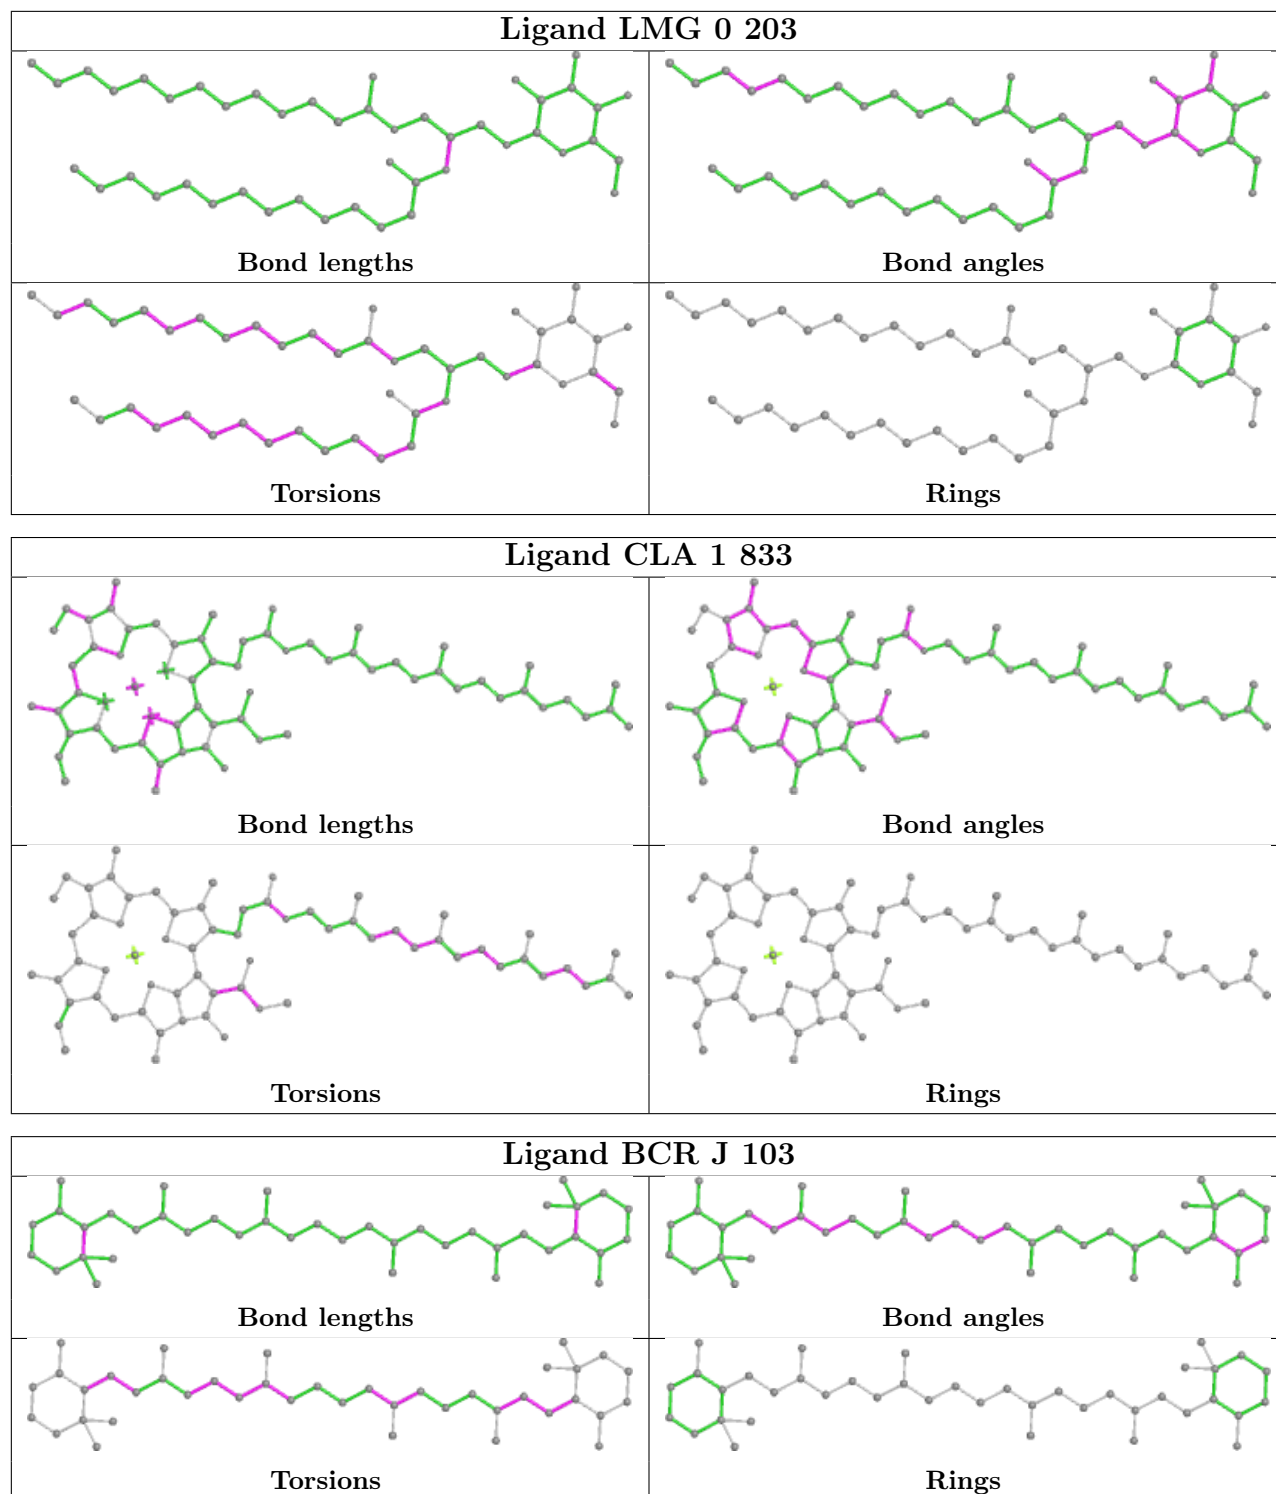 Ligand LMG 0 203
Bond lengths
Bond angles
Torsions
Rings
Ligand CLA 1 833
Bond lengths
Bond angles
Torsions
Rings
Ligand BCR J 103
Bond lengths
Bond angles
Torsions
Rings